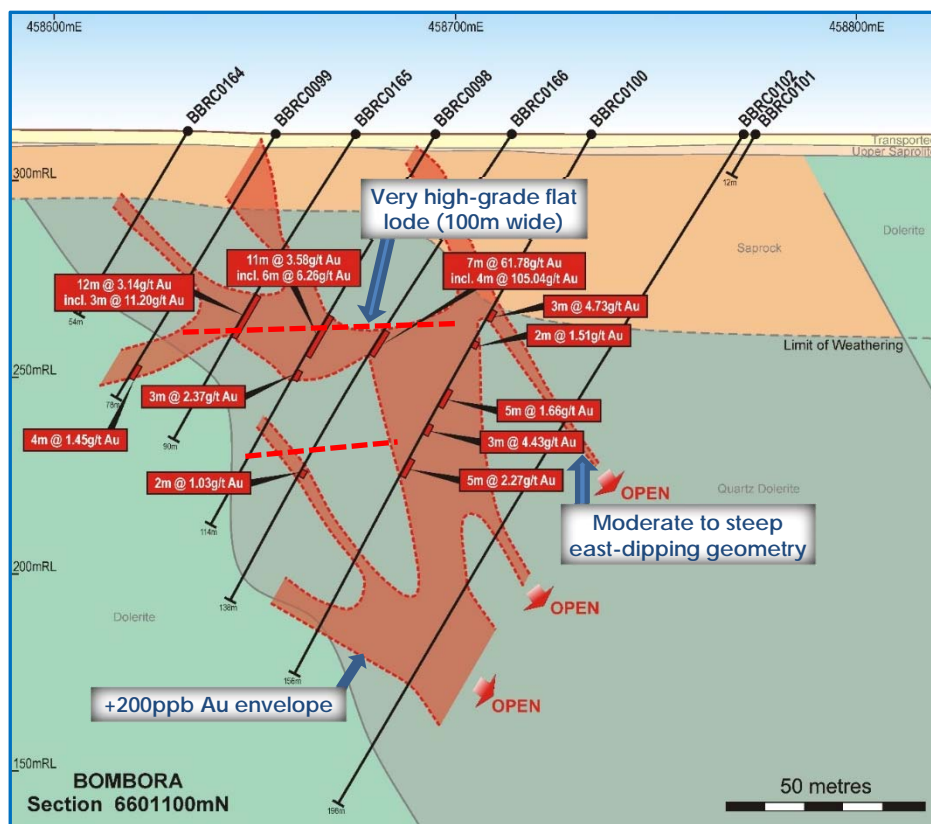 458600mE
458700mE
458800mE
BBRC0164
BBRC0099
BBRC0165
BBRC0098
BBRC0166
BBRC0100
BBRC0102
BBRC0101
Transported
Upper Saprolite
12m
300mRL
Very high-grade flat
lode (100m wide)
Dolerite
Saprock
11m @ 3.58g/t Au
incl. 6m @ 6.26g/t Au
7m @ 61.78g/t Au
incl. 4m @ 105.04g/t Au
12m @ 3.14g/t Au
incl. 3m @ 11.20g/t Au
3m @ 4.73g/t Au
54m
2m @ 1.51g/t Au
Limit of Weathering
250mRL
3m @ 2.37g/t Au
78m
5m @ 1.66g/t Au
4m @ 1.45g/t Au
90m
3m @ 4.43g/t Au
2m @ 1.03g/t Au
5m @ 2.27g/t Au
OPEN
Quartz Dolerite
114m
Moderate to steep
east-dipping geometry
200mRL
138m
OPEN
Dolerite
156m
+200ppb Au envelope
OPEN
150mRL
BOMBORA
Section 6601100mN
198m
50 metres